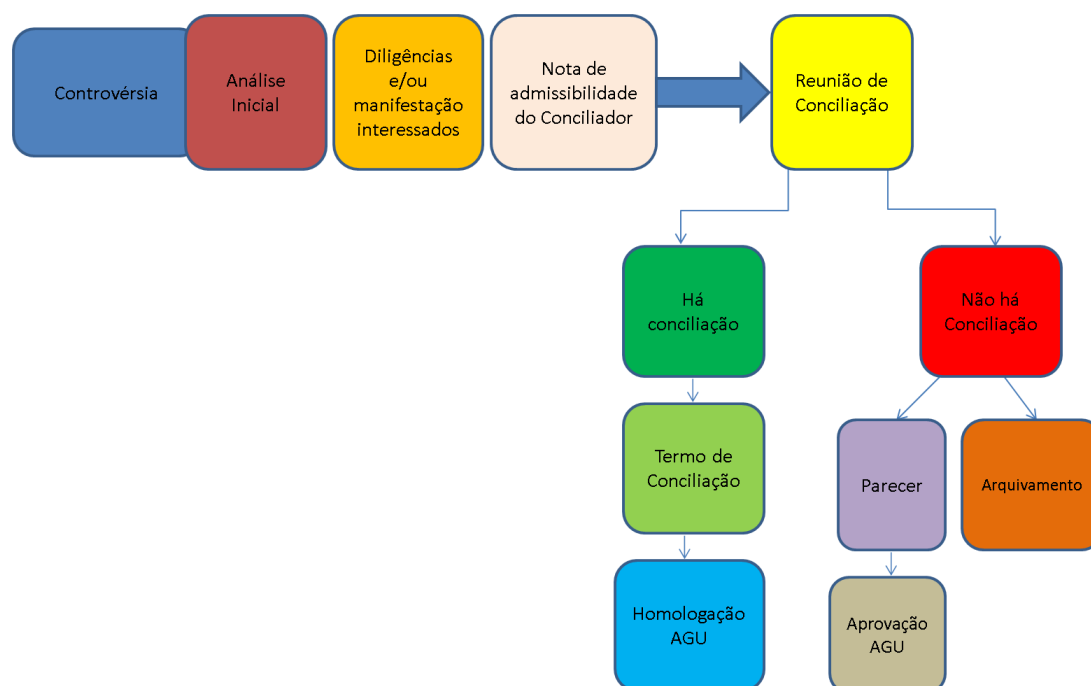 Controvérsia
Análise
Inicial
Diligências
e/ou
manifestação
interessados
Nota de
admissibilidade
do Conciliador
Reunião de
Conciliação
Há
conciliação
Não há
Conciliação
Termo de
Conciliação
Parecer
Arquivamento
Homologação
AGU
Aprovação
AGU